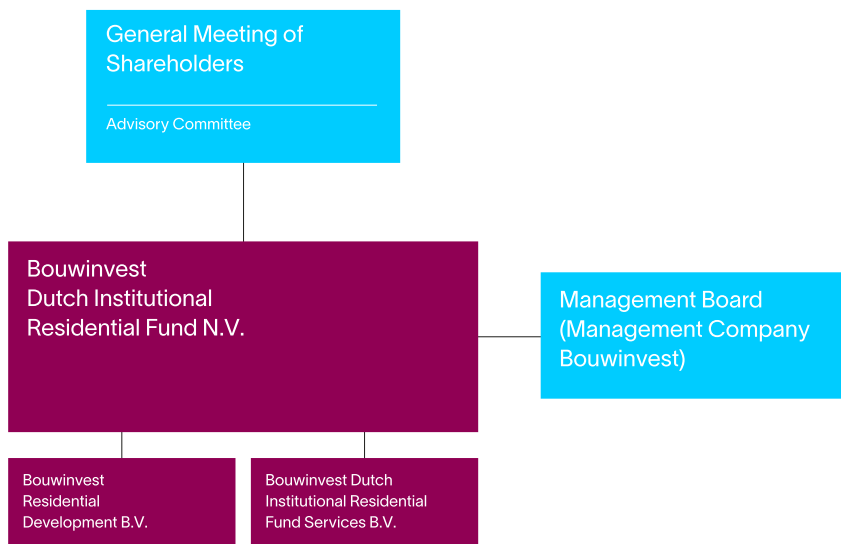 General Meeting of
Shareholders
Advisory Committee
Bouwinvest
Dutch Institutional
Residential Fund N.V.
Management Board
(Management Company
Bouwinvest)
Bouwinvest
Residential
Development B.V.
Bouwinvest Dutch
Institutional Residential
Fund Services B.V.